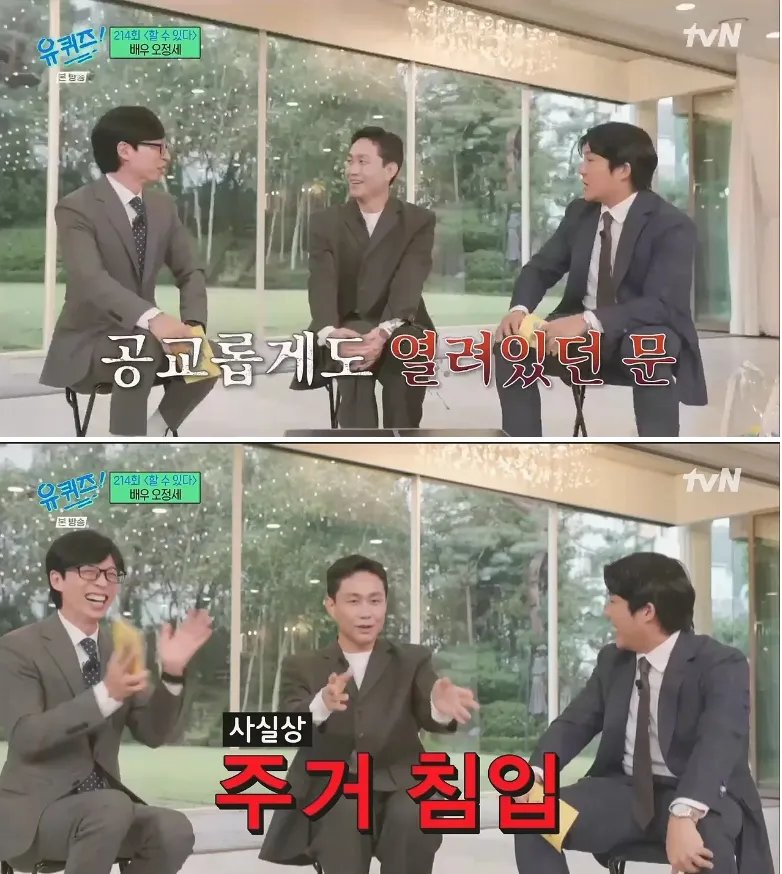 유퀴즈!
본 방송
214회 <할 수 있다>
배우 오정세
tvN
공교롭게도 열려있던 문
유퀴즈!
본 방송
214회 <할 수 있다>
배우 오정세
tvN
사실상
주거 침입